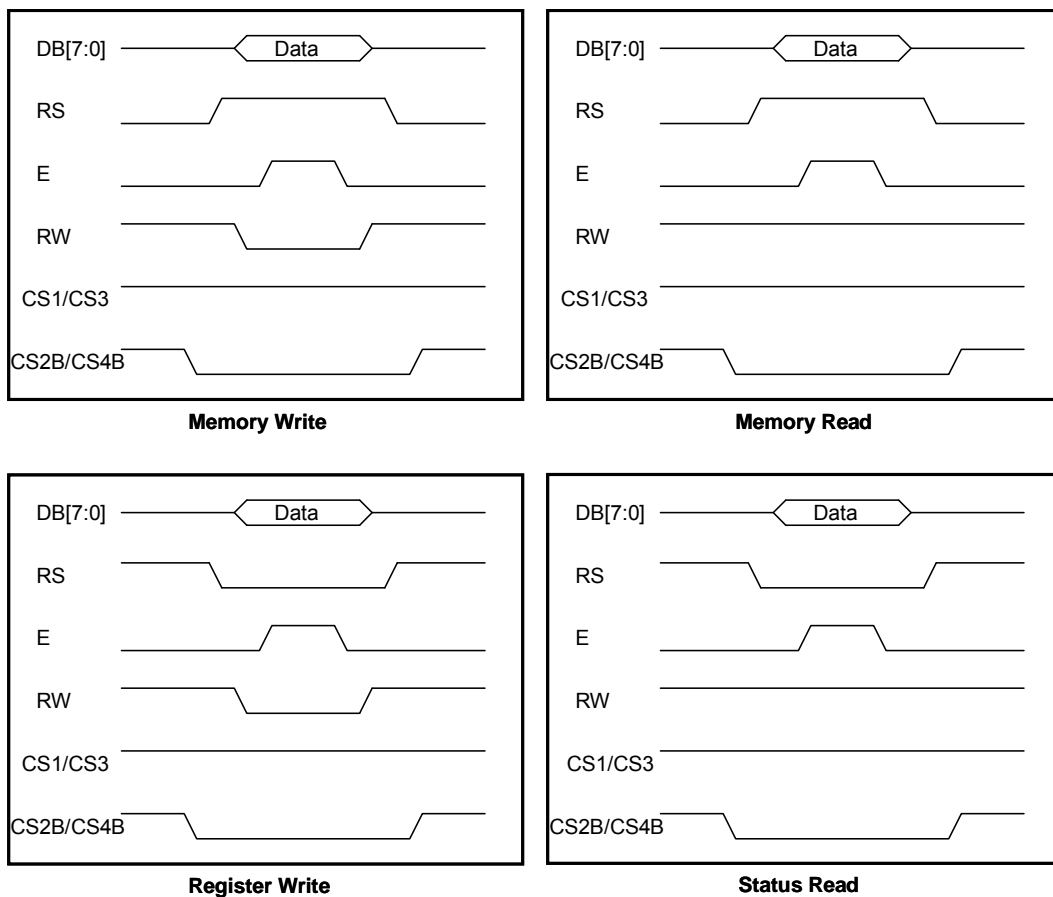 DB[7:0]
Data
RS
E
RW
CS1/CS3
CS2B/CS4B
Memory Write
DB[7:0]
Data
RS
E
RW
CS1/CS3
CS2B/CS4B
Memory Read
DB[7:0]
Data
RS
E
RW
CS1/CS3
CS2B/CS4B
Register Write
DB[7:0]
Data
RS
E
RW
CS1/CS3
CS2B/CS4B
Status Read